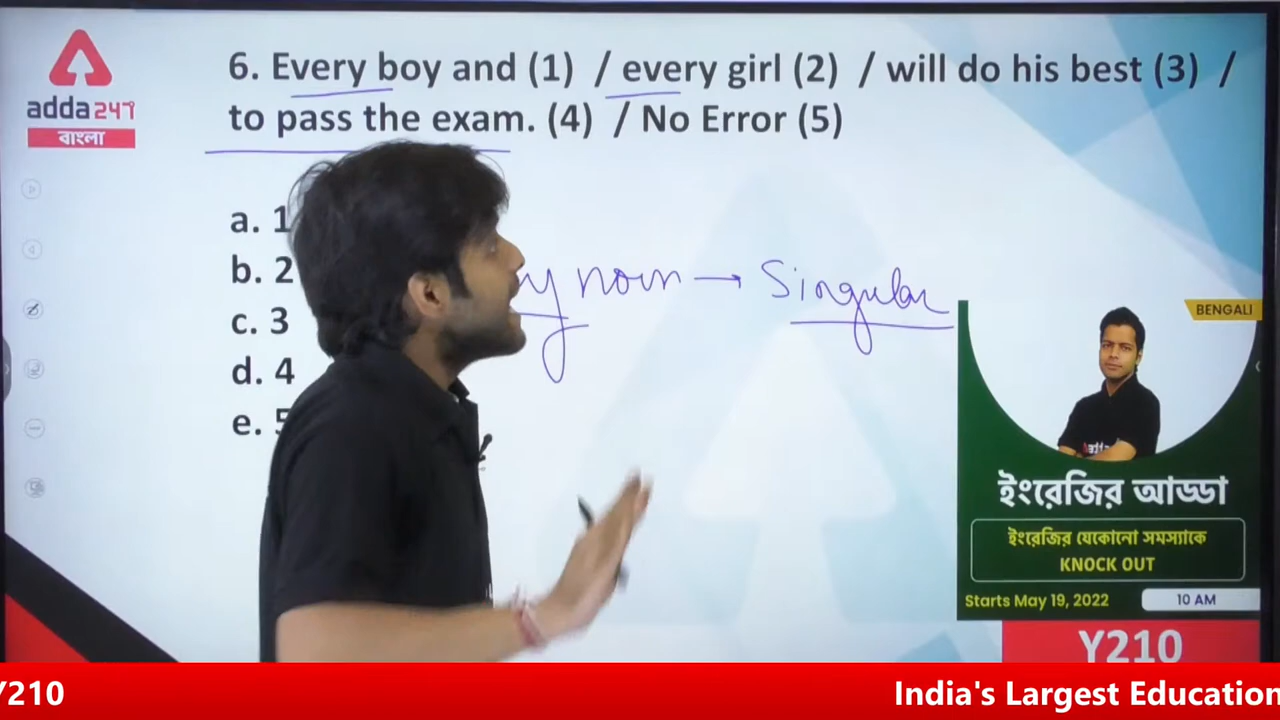 6. Every boy and (1) / every girl (2) / will do his best (3) /
to pass the exam. (4) / No Error (5)
adda247
বাংলা
a. 1
b. 2
c. 3
d. 4
e. 5
noun → Singular
BENGALI
ইংরেজির আড্ডা
ইংরেজির যেকোনো সমস্যাকে
KNOCK OUT
Starts May 19, 2022
10 AM
Y210
Y210
India's Largest Education